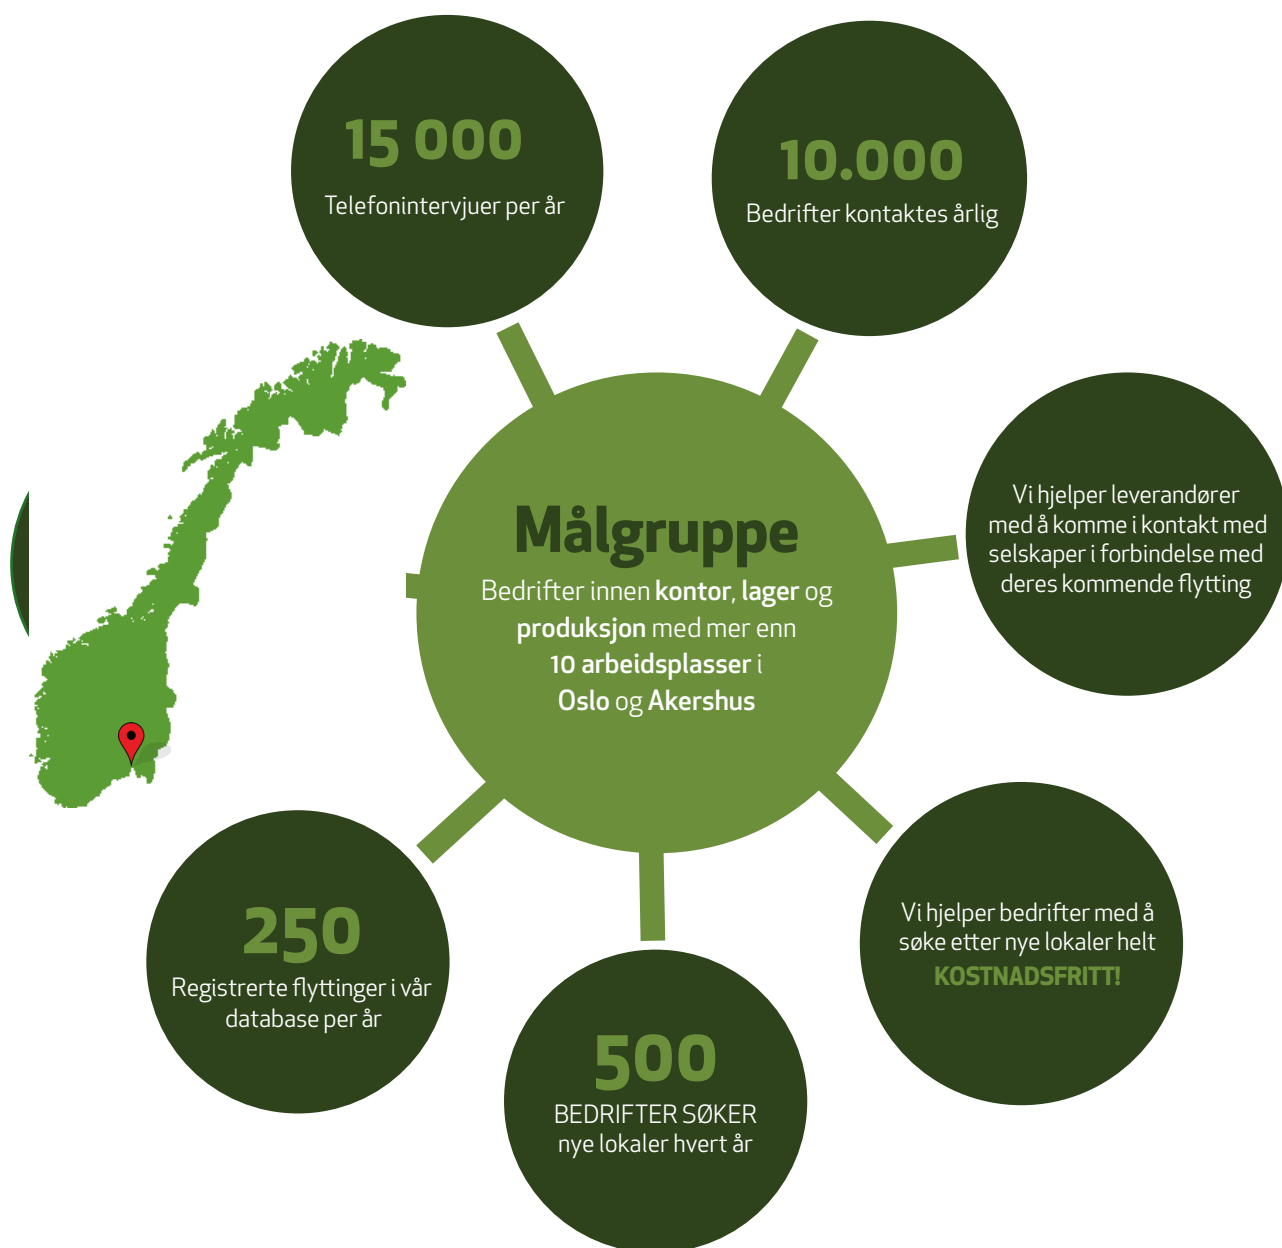 15 000
Telefonintervjuer per år
10.000
Bedrifter kontaktes årlig
Vi hjelper leverandører
med å komme i kontakt med
selskaper i forbindelse med
deres kommende flytting
Målgruppe
Bedrifter innen kontor, lager og
produksjon med mer enn
10 arbeidsplasser i
Oslo og Akershus
250
Registrerte flyttinger i vår
database per år
500
BEDRIFTER SØKER
nye lokaler hvert år
Vi hjelper bedrifter med å
søke etter nye lokaler helt
KOSTNADSFRITT!